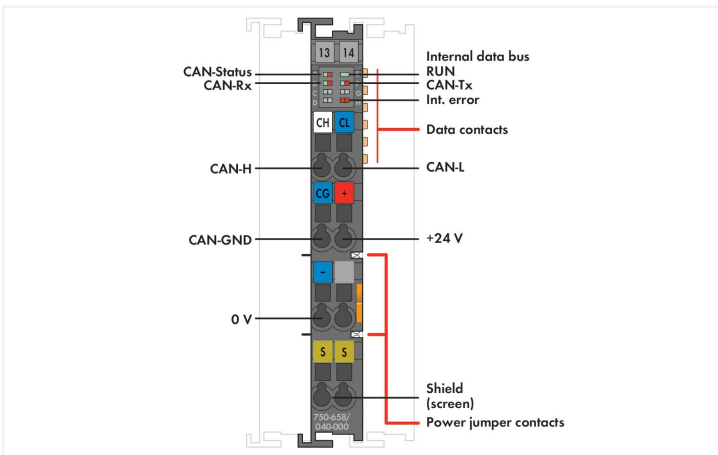 13 14
Internal data bus
CAN-Status RUN
CAN-Rx CAN-Tx
C G
D H
Int. error
CH CL
Data contacts
CAN-H CAN-L
CG +
CAN-GND +24 V
-
0 V
S S
Shield
(screen)
750-658/
040-000
Power jumper contacts